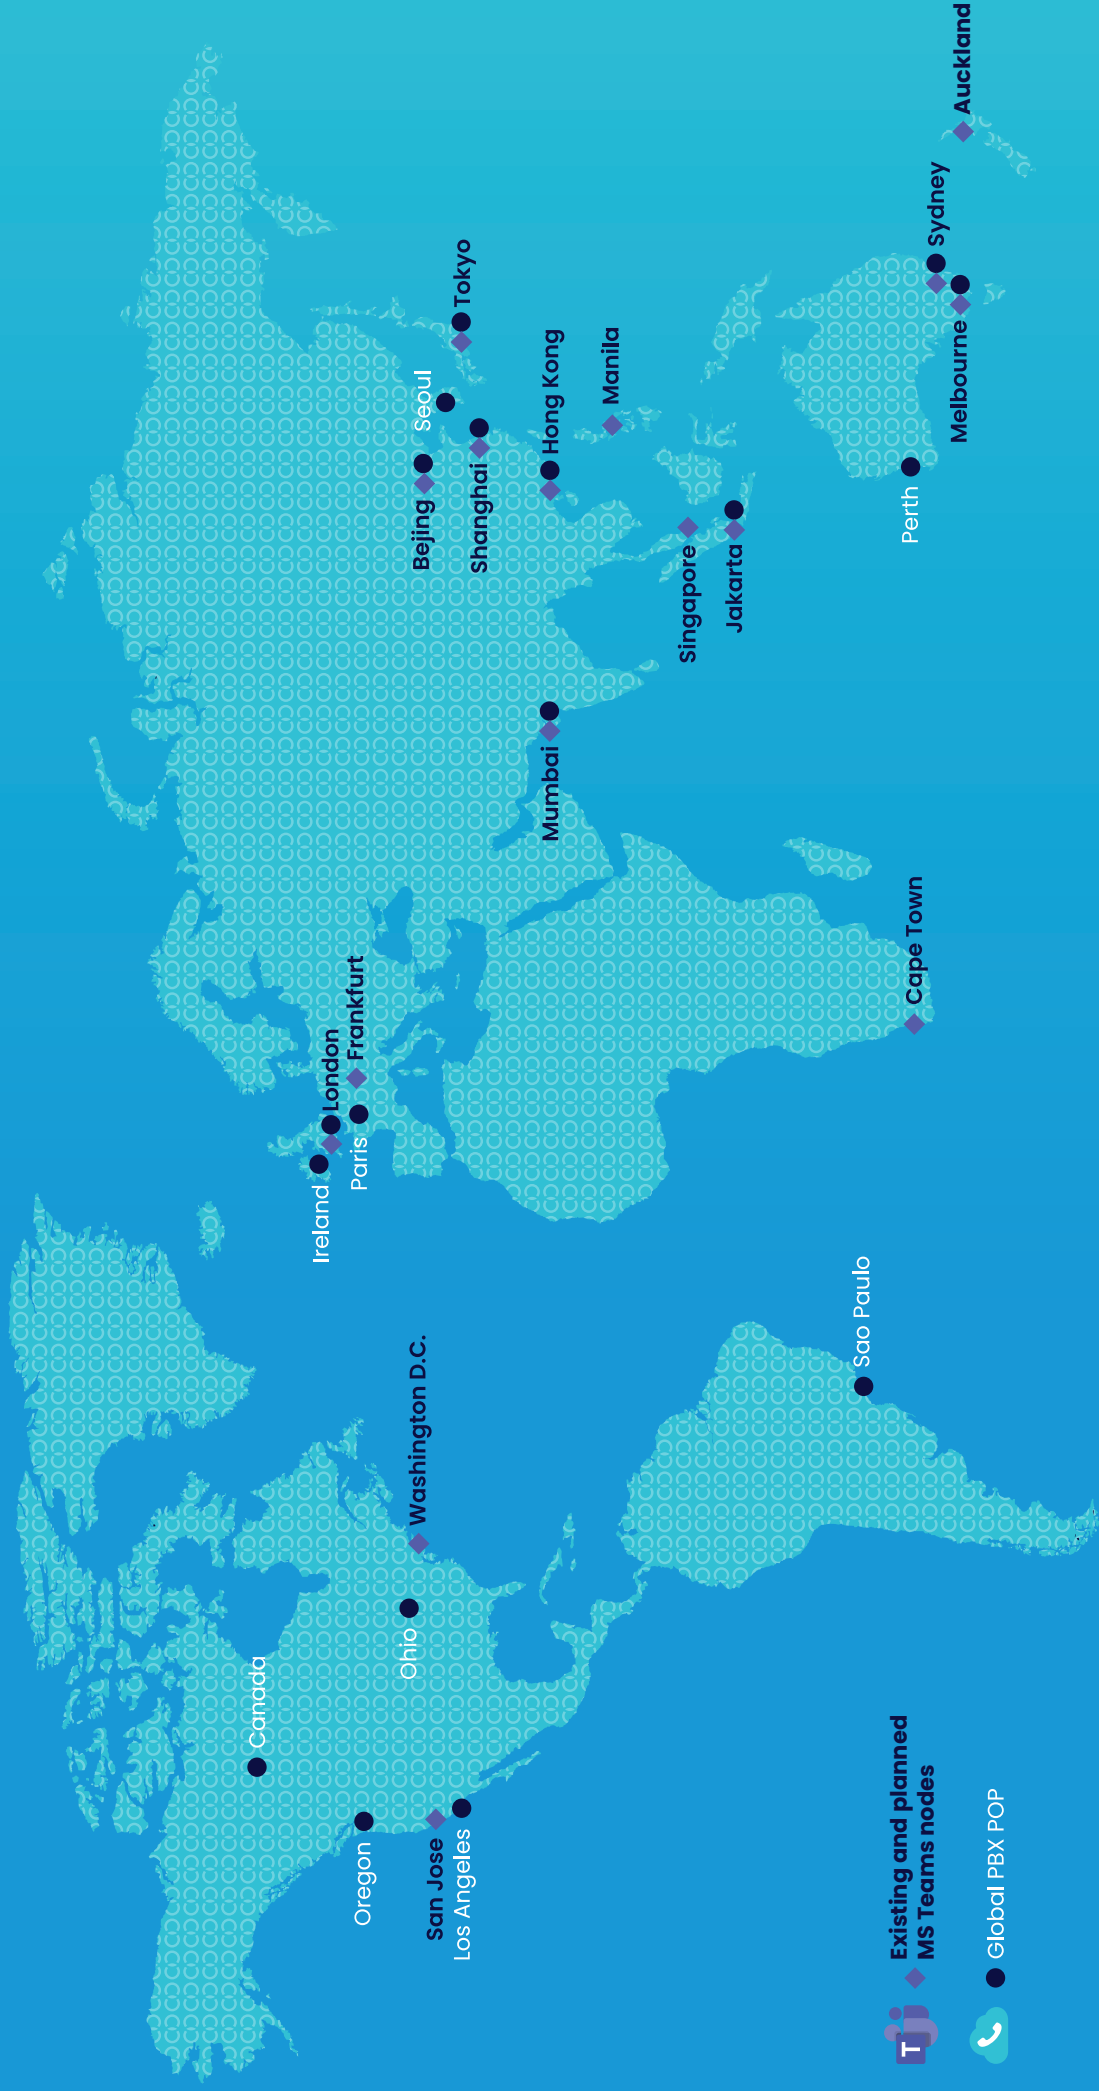 Canada
Oregon
San Jose
Los Angeles
Ohio
Washington D.C.
Sao Paulo
Ireland
London
Paris
Frankfurt
Cape Town
Mumbai
Bejing
Seoul
Shanghai
Tokyo
Hong Kong
Manila
Singapore
Jakarta
Perth
Melbourne
Sydney
Auckland
T
Existing and planned
MS Teams nodes
Global PBX POP